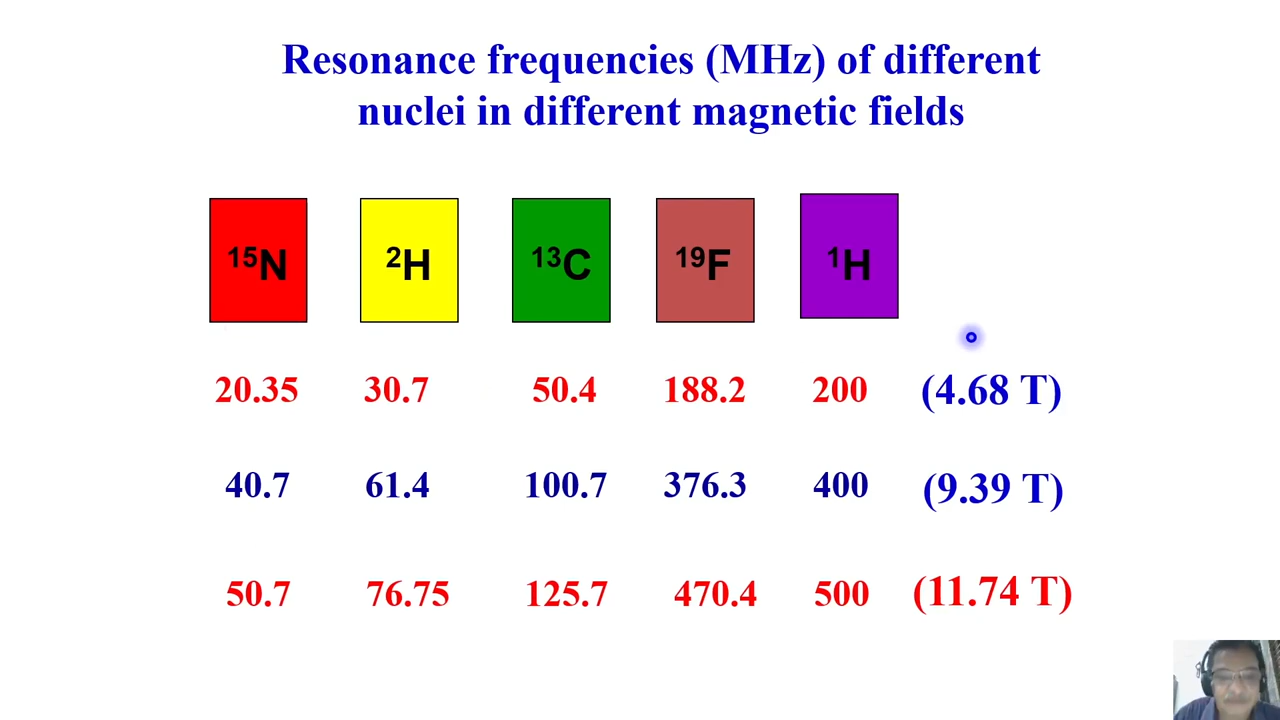 Resonance frequencies (MHz) of different
nuclei in different magnetic fields
¹⁵N ²H ¹³C ¹⁹F ¹H
20.35 30.7 50.4 188.2 200 (4.68 T)
40.7 61.4 100.7 376.3 400 (9.39 T)
50.7 76.75 125.7 470.4 500 (11.74 T)